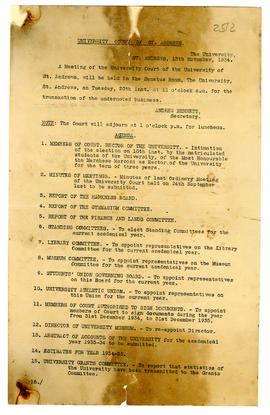 2512
UNIVERSITY COURT OF ST. ANDREWS
The University,
ST. ANDREWS, 13th November, 1934.
A Meeting of the University Court of the University of
St. Andrews, will be held in the Senatus Room, The University,
St. Andrews, on Tuesday, 20th inst. at 11 o'clock a.m. for the
transaction of the undernoted business.
ANDREW BENNETT,
Secretary.
NOTE: The Court will adjourn at 1 o'clock p.m. for luncheon.
AGENDA.
1. MEMBERS OF COURT, RECTOR OF THE UNIVERSITY. - Intimation
of the election on 10th inst. by the matriculated
students of the University, of the Most Honourable
the Marchese Marconi as Rector of the University
for the term of three years.
2. MINUTES OF MEETINGS. - Minutes of last Ordinary Meeting
of the University Court held on 24th September
last to be submitted.
3. REPORT OF THE HANDBOOKS BOARD.
4. REPORT OF THE GYMNASIUM COMMITTEE.
5. REPORT OF THE FINANCE AND LANDS COMMITTEE.
6. STANDING COMMITTEES. - To elect Standing Committees for the
current academical year.
7. LIBRARY COMMITTEE. - To appoint representatives on the Library
Committee for the current academical year.
8. MUSEUM COMMITTEE. - To appoint representatives on the Museum
Committee for the current academical year.
9. STUDENTS' UNION GOVERNING BOARD. - To appoint representatives
on this Board for the current year.
10. UNIVERSITY ATHLETIC UNION. - To appoint representatives on
this Union for the current year.
11. MEMBERS OF COURT AUTHORISED TO SIGN DOCUMENTS. - To appoint
members of Court to sign documents during the year
from 31st December 1934, to 31st December 1935.
12. DIRECTOR OF UNIVERSITY MUSEUM. - To re-appoint Director.
13. ABSTRACT OF ACCOUNTS OF THE UNIVERSITY for the academical
year 1933-34 to be submitted.
14. ESTIMATES FOR YEAR 1934-35.
15. UNIVERSITY GRANTS COMMITTEE. - To report that statistics of
the University have been transmitted to the Grants
Committee.
16./